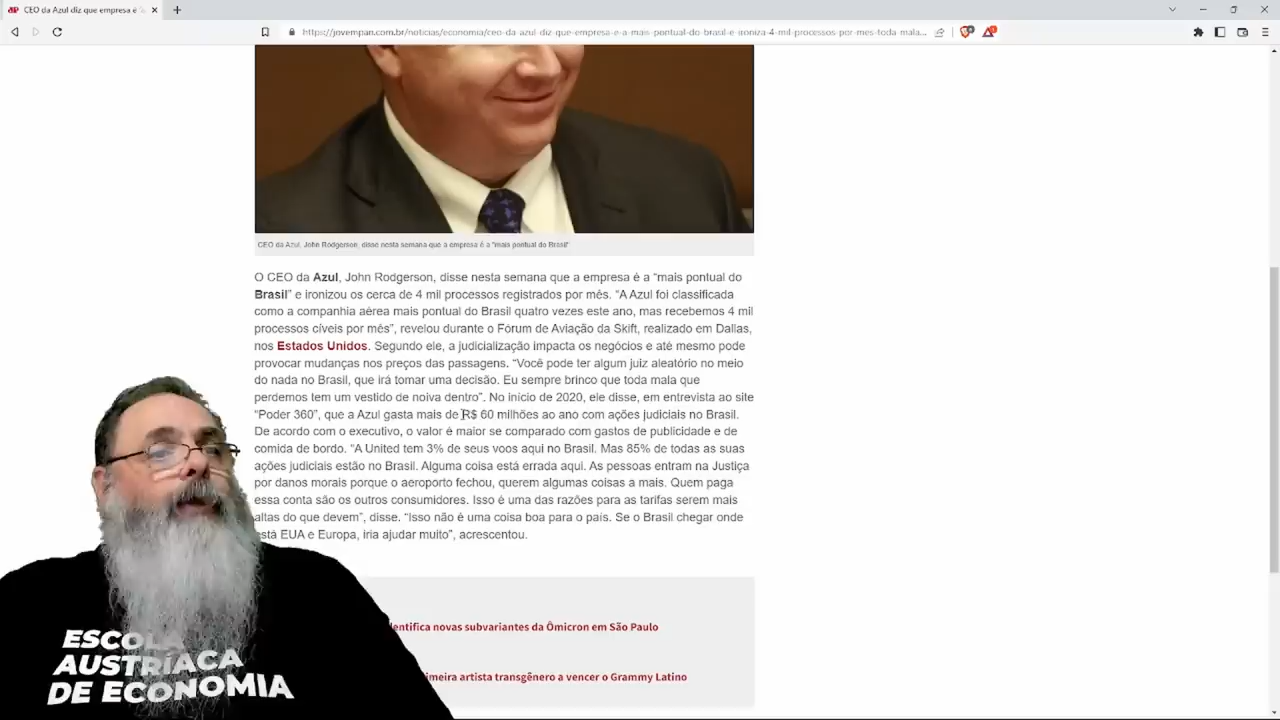 CEO da Azul diz que empresa é
https://jovempan.com.br/noticias/economia/ceo-da-azul-diz-que-empresa-e-a-mais-pontual-do-brasil-e-ironiza-4-mil-processos-por-mes-toda-mala...
CEO da Azul, John Rodgerson, disse nesta semana que a empresa é a "mais pontual do Brasil"
O CEO da Azul, John Rodgerson, disse nesta semana que a empresa é a “mais pontual do
Brasil” e ironizou os cerca de 4 mil processos registrados por mês. “A Azul foi classificada
como a companhia aérea mais pontual do Brasil quatro vezes este ano, mas recebemos 4 mil
processos cíveis por mês”, revelou durante o Fórum de Aviação da Skift, realizado em Dallas,
nos Estados Unidos. Segundo ele, a judicialização impacta os negócios e até mesmo pode
provocar mudanças nos preços das passagens. “Você pode ter algum juiz aleatório no meio
do nada no Brasil, que irá tomar uma decisão. Eu sempre brinco que toda mala que
perdemos tem um vestido de noiva dentro”. No início de 2020, ele disse, em entrevista ao site
“Poder 360”, que a Azul gasta mais de R$ 60 milhões ao ano com ações judiciais no Brasil.
De acordo com o executivo, o valor é maior se comparado com gastos de publicidade e de
comida de bordo. “A United tem 3% de seus voos aqui no Brasil. Mas 85% de todas as suas
ações judiciais estão no Brasil. Alguma coisa está errada aqui. As pessoas entram na Justiça
por danos morais porque o aeroporto fechou, querem algumas coisas a mais. Quem paga
essa conta são os outros consumidores. Isso é uma das razões para as tarifas serem mais
altas do que devem”, disse. “Isso não é uma coisa boa para o país. Se o Brasil chegar onde
está EUA e Europa, iria ajudar muito”, acrescentou.
entifica novas subvariantes da Ômicron em São Paulo
imeira artista transgênero a vencer o Grammy Latino
ESCOLA
AUSTRÍACA
DE ECONOMIA